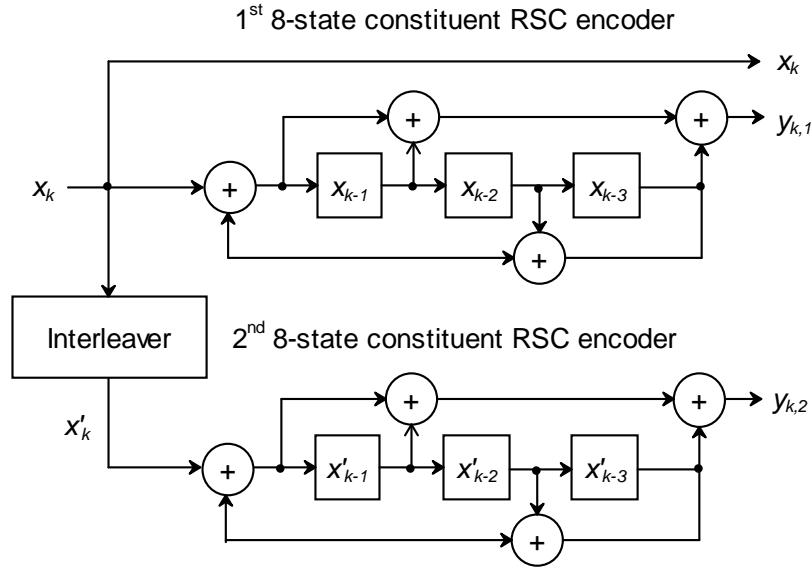 1st 8-state constituent RSC encoder
xk
+ +
yk,1
xk
+
xk-1 xk-2 xk-3
+
Interleaver
2nd 8-state constituent RSC encoder
+ +
yk,2
x'k
+
x'k-1 x'k-2 x'k-3
+